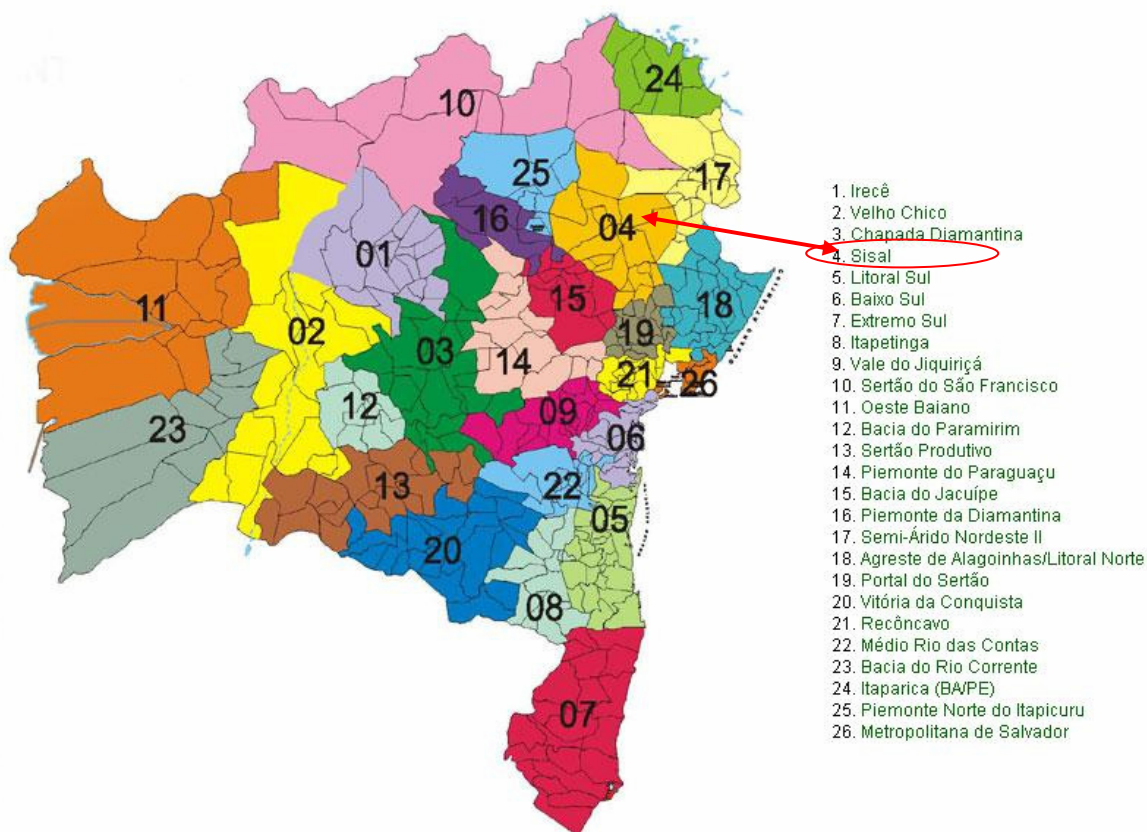 24
10
25
17
16
04
01
11
15
18
02
19
03
14
21
26
12
09
23
06
13
22
05
20
08
07
OCEANO ATLANTICO
1. Irecê
2. Velho Chico
3. Chapada Diamantina
4. Sisal
5. Litoral Sul
6. Baixo Sul
7. Extremo Sul
8. Itapetinga
9. Vale do Jiquiriçá
10. Sertão do São Francisco
11. Oeste Baiano
12. Bacia do Paramirim
13. Sertão Produtivo
14. Piemonte do Paraguaçu
15. Bacia do Jacuípe
16. Piemonte da Diamantina
17. Semi-Árido Nordeste II
18. Agreste de Alagoinhas/Litoral Norte
19. Portal do Sertão
20. Vitória da Conquista
21. Recôncavo
22. Médio Rio das Contas
23. Bacia do Rio Corrente
24. Itaparica (BA/PE)
25. Piemonte Norte do Itapicuru
26. Metropolitana de Salvador